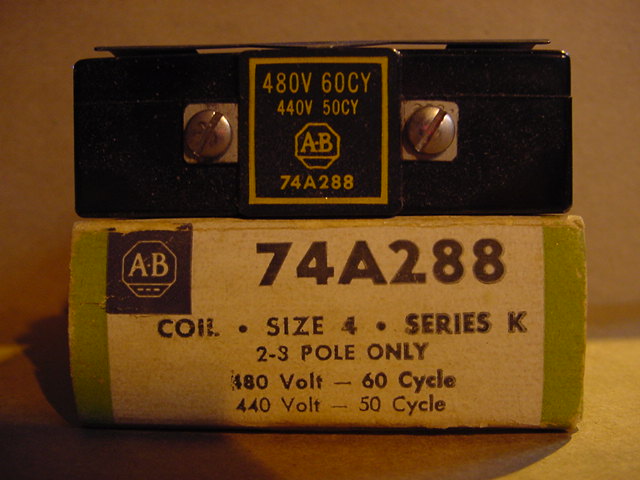 480V 60CY
440V 50CY
A-B
74A288
A-B
74A288
COIL • SIZE 4 • SERIES K
2-3 POLE ONLY
480 Volt — 60 Cycle
440 Volt — 50 Cycle